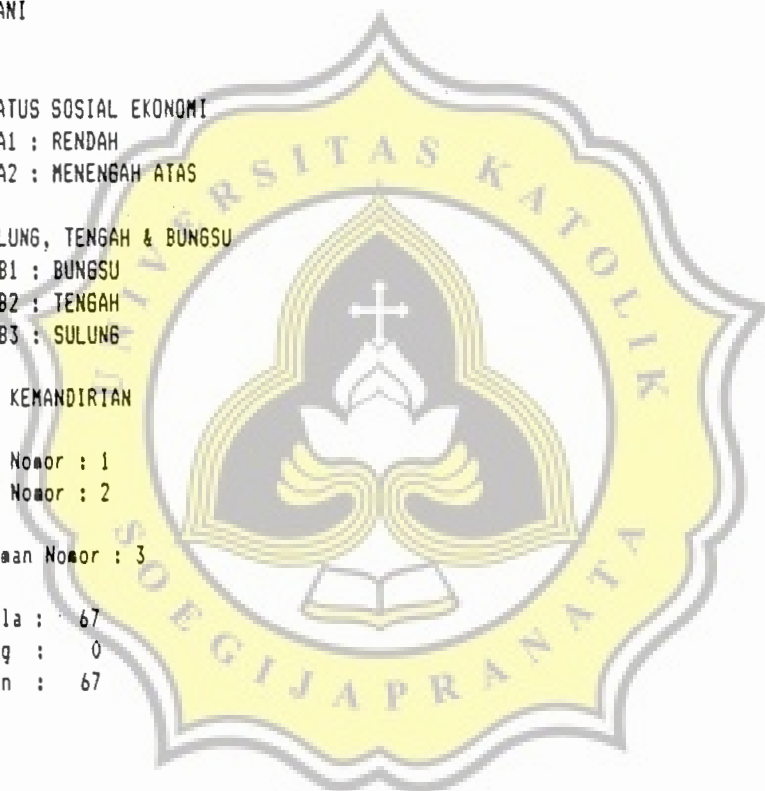 ANI
ATUS SOSIAL EKONOMI
A1 : RENDAH
A2 : MENENGAH ATAS
LUNG, TENGAH & BUNGSU
B1 : BUNGSU
B2 : TENGAH
B3 : SULUNG
KEMANDIRIAN
Nomor : 1
Nomor : 2
man Nomor : 3
la : 67
g : 0
n : 67
UNIVERSITAS KATOLIK
SOEGIJAPRANATA